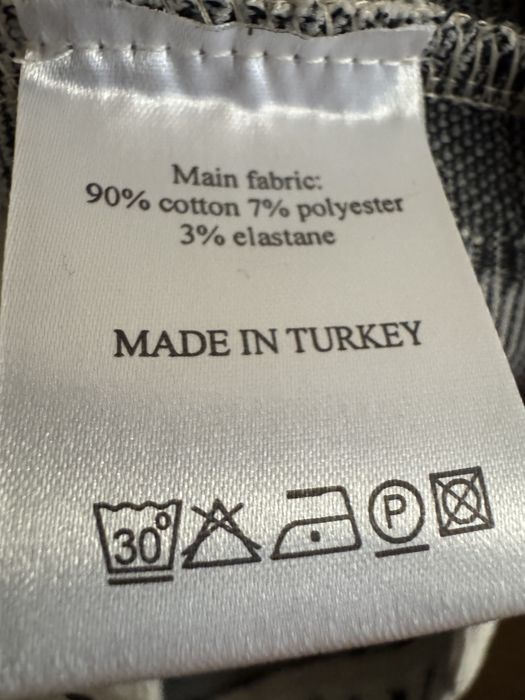 Main fabric:
90% cotton 7% polyester
3% elastane
MADE IN TURKEY
30° P